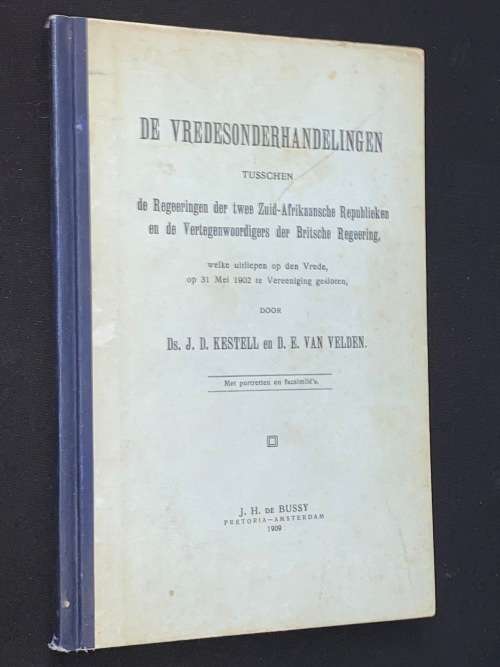 DE VREDESONDERHANDELINGEN
TUSSCHEN
de Regeeringen der twee Zuid-Afrikaansche Republieken
en de Vertegenwoordigers der Britsche Regeering,
welke uitliepen op den Vrede,
op 31 Mei 1902 te Vereeniging gesloten,
DOOR
Ds. J. D. KESTELL en D. E. VAN VELDEN.
Met portretten en facsimilé's.
J. H. DE BUSSY
PRETORIA—AMSTERDAM
1909